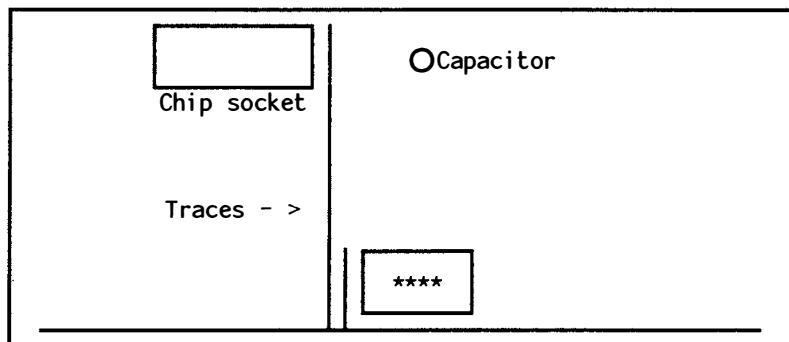 Capacitor
Chip socket
Traces - >
****